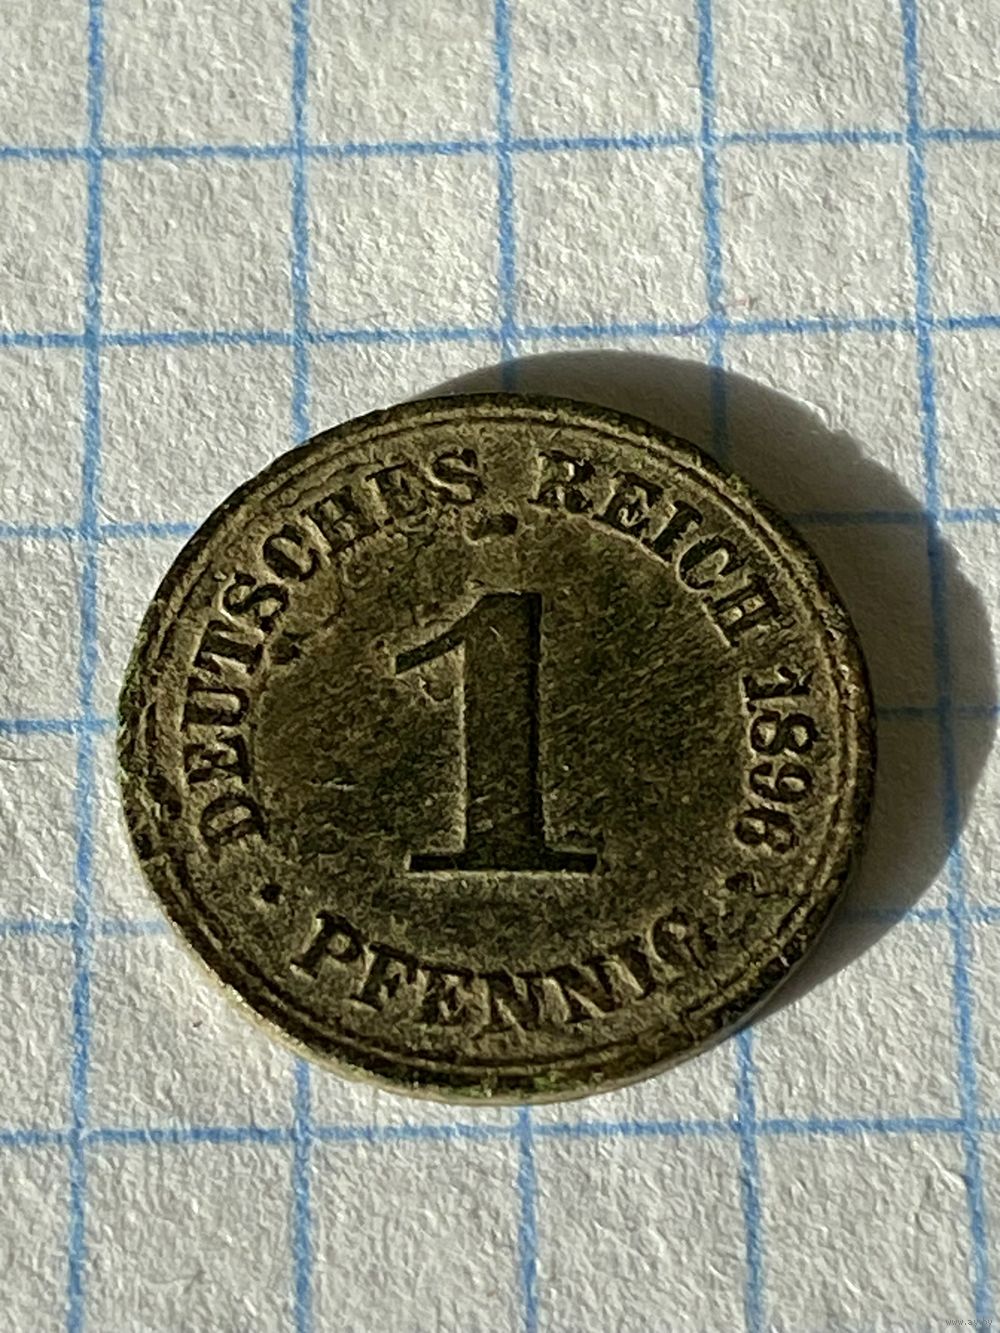 DEUTSCHES REICH 1896
1
PFENNIG